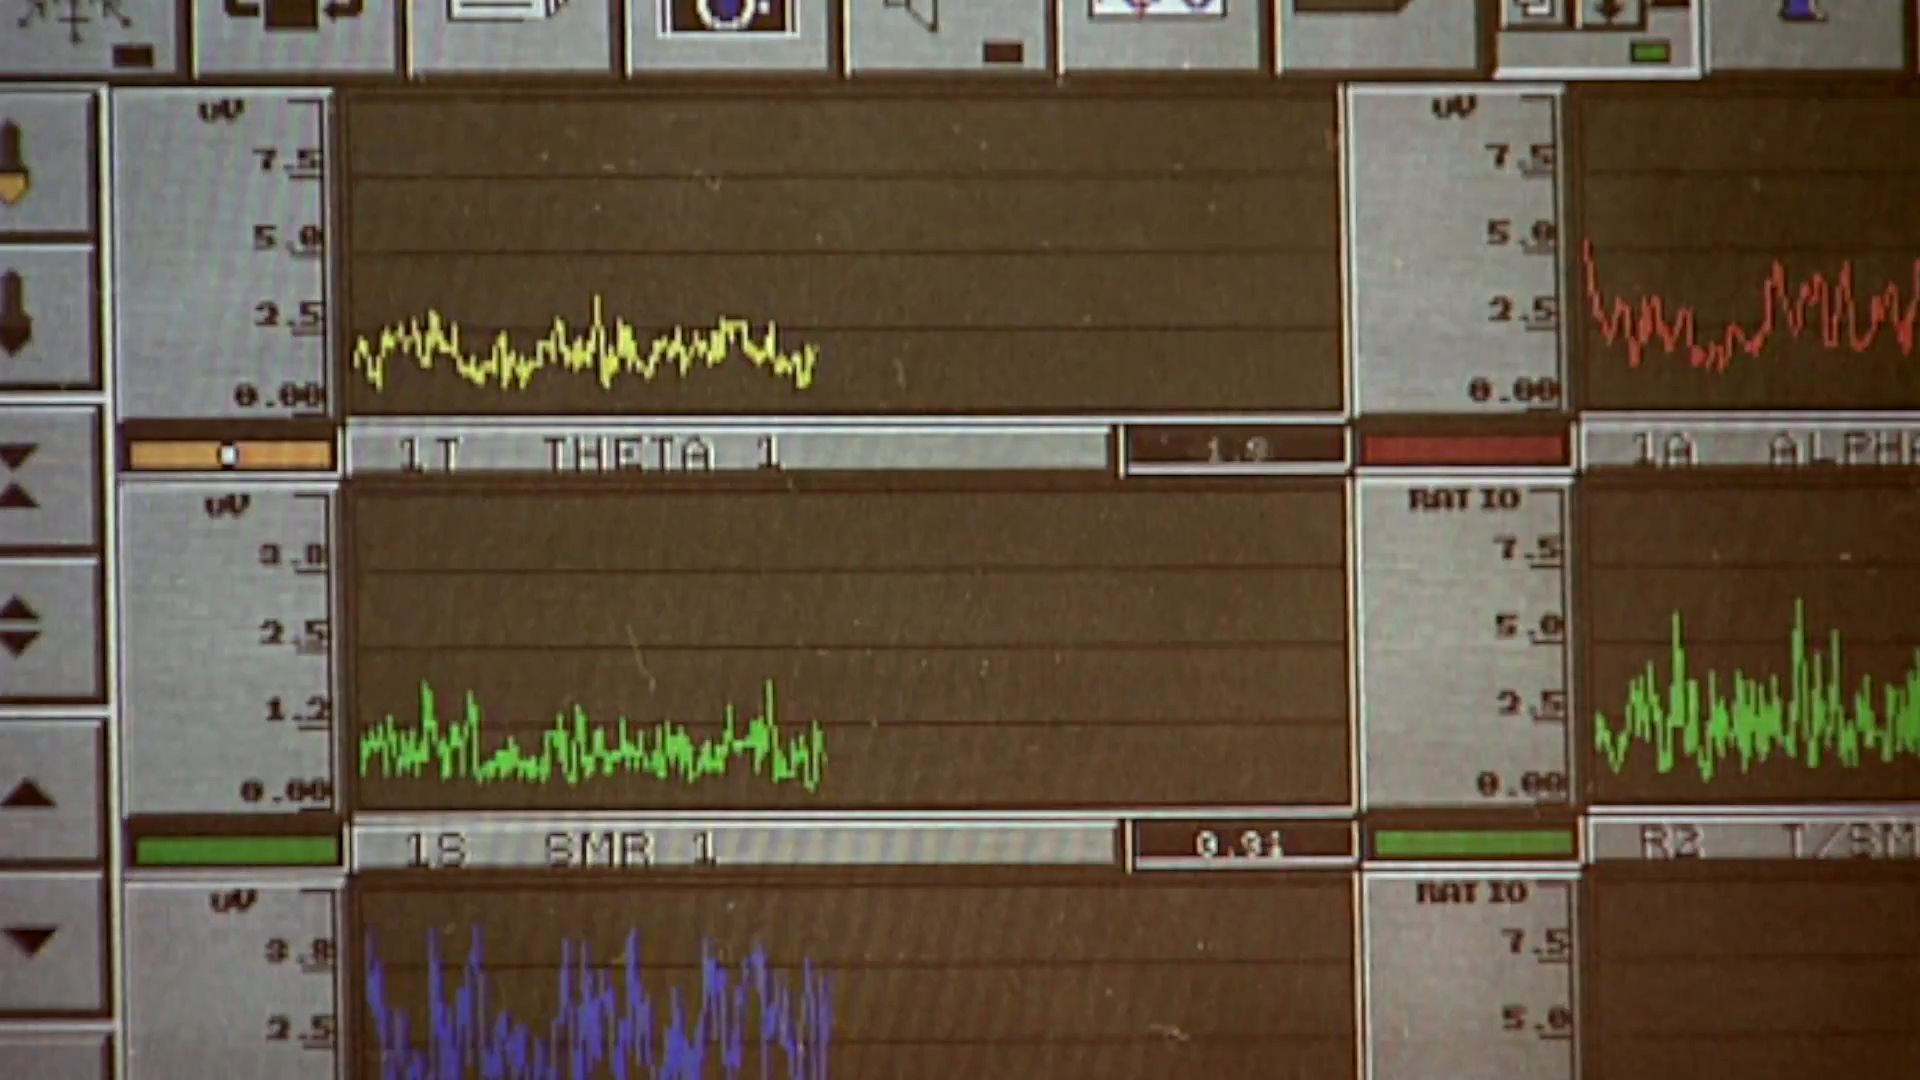 uV uV
7.5 7.5
5.0 5.0
2.5 2.5
0.00 0.00
1T THETA 1 1.9 1A ALPHA
uV RATIO
3.8 7.5
2.5 5.0
1.2 2.5
0.00 0.00
1S SMR 1 R2 T/SM
uV RATIO
3.8 7.5
2.5 5.0